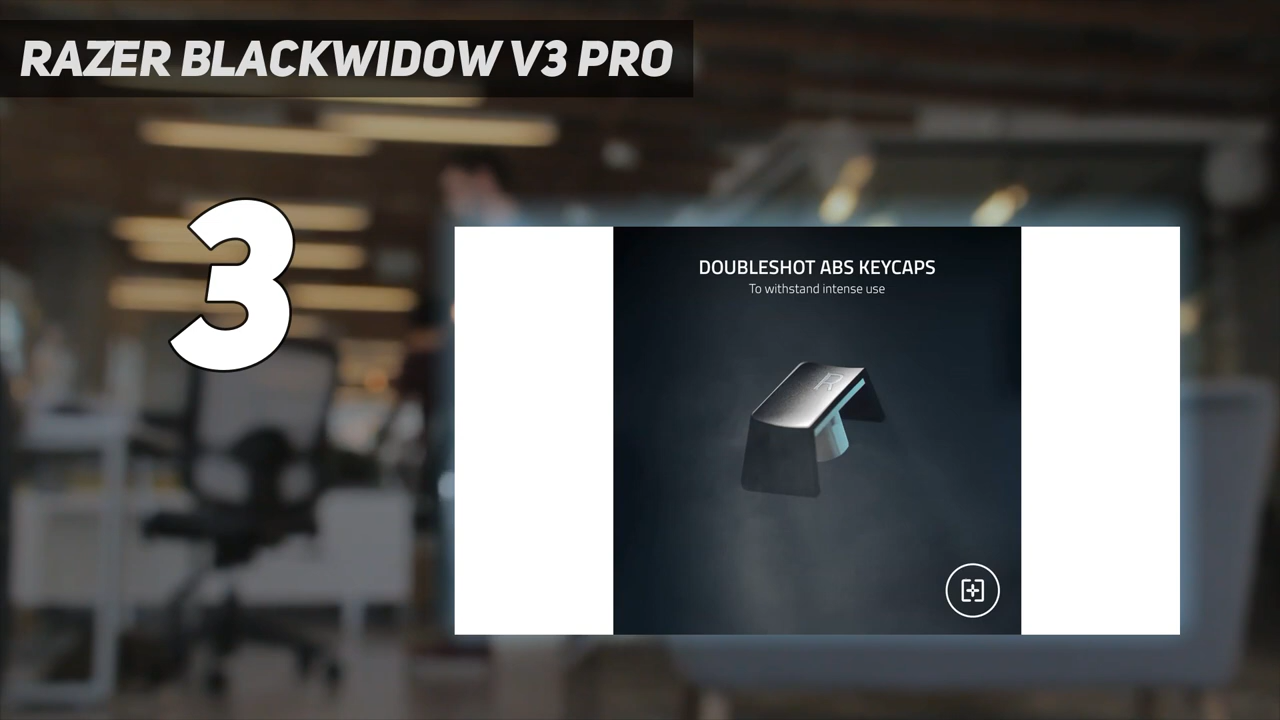 RAZER BLACKWIDOW V3 PRO
3
DOUBLESHOT ABS KEYCAPS
To withstand intense use
R